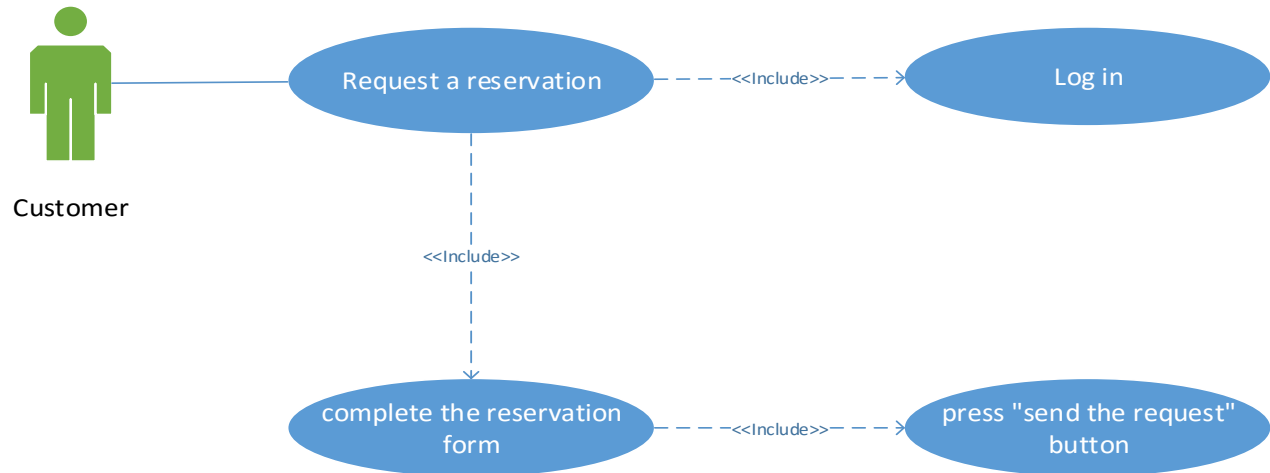 Request a reservation
<<Include>>
Log in
Customer
<<Include>>
complete the reservation
form
<<Include>>
press "send the request"
button